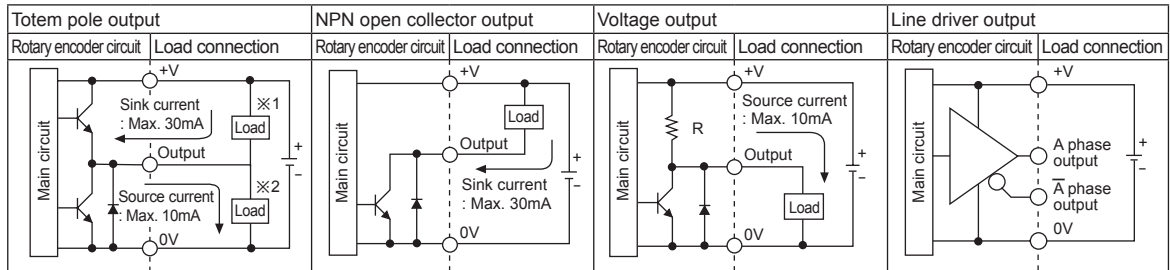 Totem pole output
Rotary encoder circuit
Load connection
Main circuit
+V
Sink current
: Max. 30mA
※1
Load
Output
Source current
: Max. 10mA
※2
Load
0V
+
−
NPN open collector output
Rotary encoder circuit
Load connection
Main circuit
+V
Load
Output
Sink current
: Max. 30mA
0V
+
−
Voltage output
Rotary encoder circuit
Load connection
Main circuit
+V
Source current
: Max. 10mA
R
Output
Load
0V
+
−
Line driver output
Rotary encoder circuit
Load connection
Main circuit
+V
A phase
output
A̅ phase
output
0V
+
−